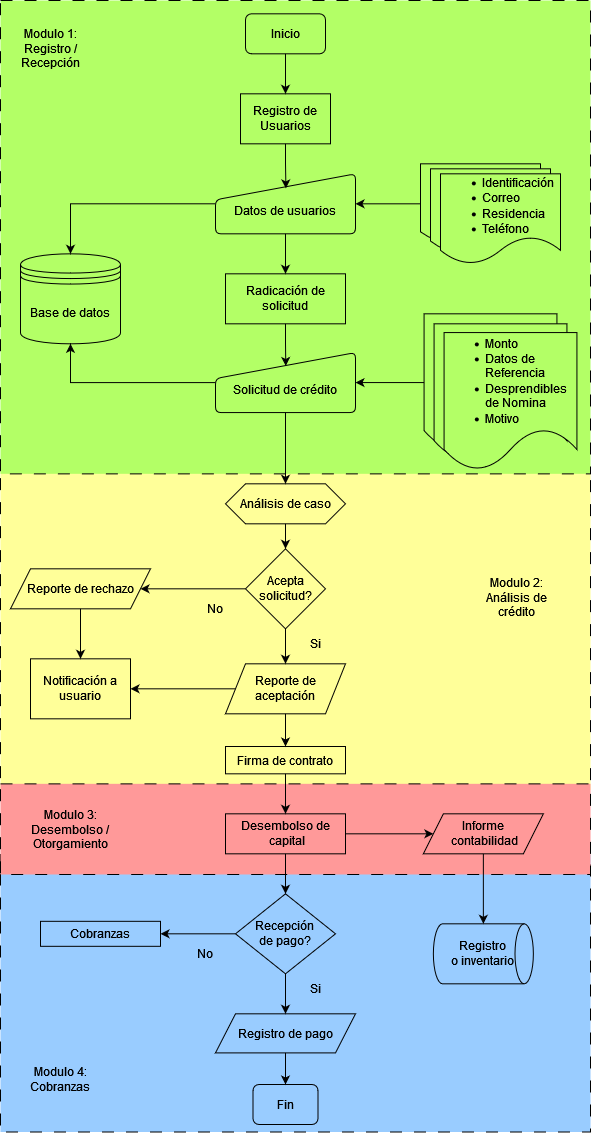 Modulo 1:
Registro /
Recepción
Inicio
Registro de
Usuarios
Datos de usuarios
• Identificación
• Correo
• Residencia
• Teléfono
Base de datos
Radicación de
solicitud
Solicitud de crédito
• Monto
• Datos de
Referencia
• Desprendibles
de Nomina
• Motivo
Análisis de caso
Acepta
solicitud?
No
Si
Reporte de rechazo
Modulo 2:
Análisis de
crédito
Notificación a
usuario
Reporte de
aceptación
Firma de contrato
Modulo 3:
Desembolso /
Otorgamiento
Desembolso de
capital
Informe
contabilidad
Recepción
de pago?
No
Si
Cobranzas
Registro
o inventario
Registro de pago
Modulo 4:
Cobranzas
Fin